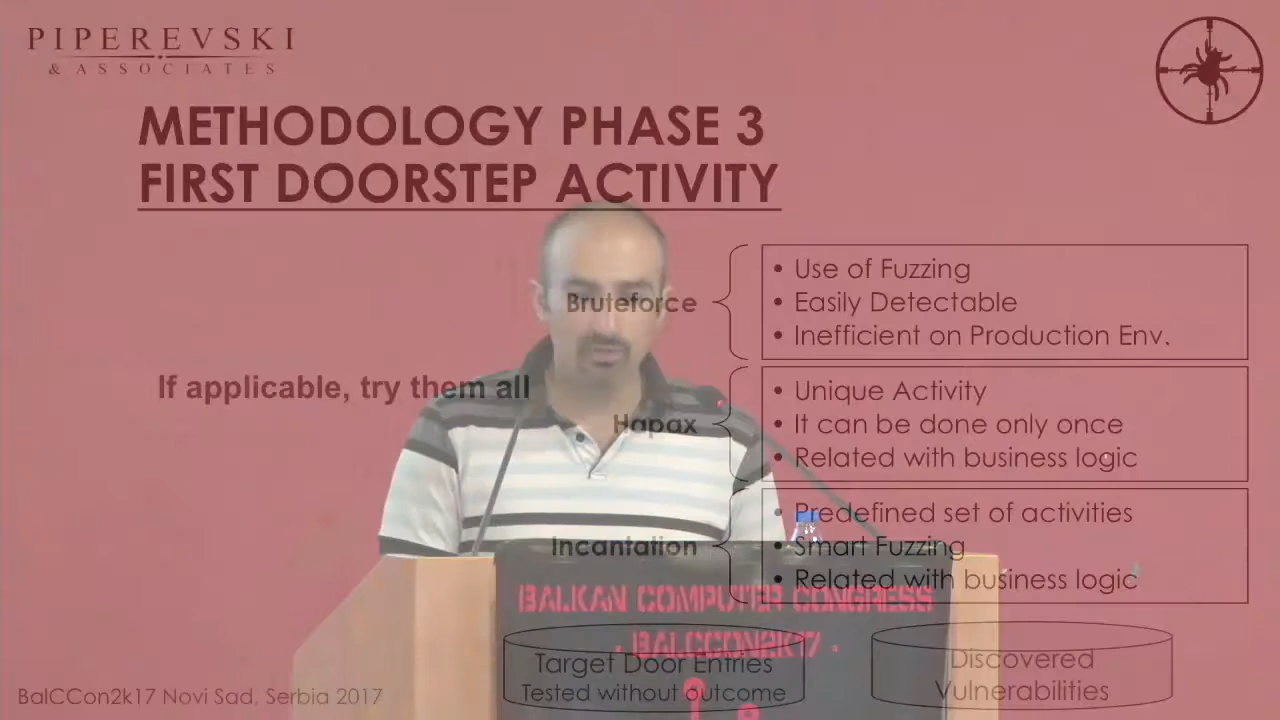 PIPEREVSKI
& ASSOCIATES
METHODOLOGY PHASE 3
FIRST DOORSTEP ACTIVITY
If applicable, try them all
Bruteforce
• Use of Fuzzing
• Easily Detectable
• Inefficient on Production Env.
Hapax
• Unique Activity
• It can be done only once
• Related with business logic
Incantation
• Predefined set of activities
• Smart Fuzzing
• Related with business logic
BALKAN COMPUTER CONGRESS
· BALCCON2K17 ·
Target Door Entries
Tested without outcome
Discovered
Vulnerabilities
BalCCon2k17 Novi Sad, Serbia 2017